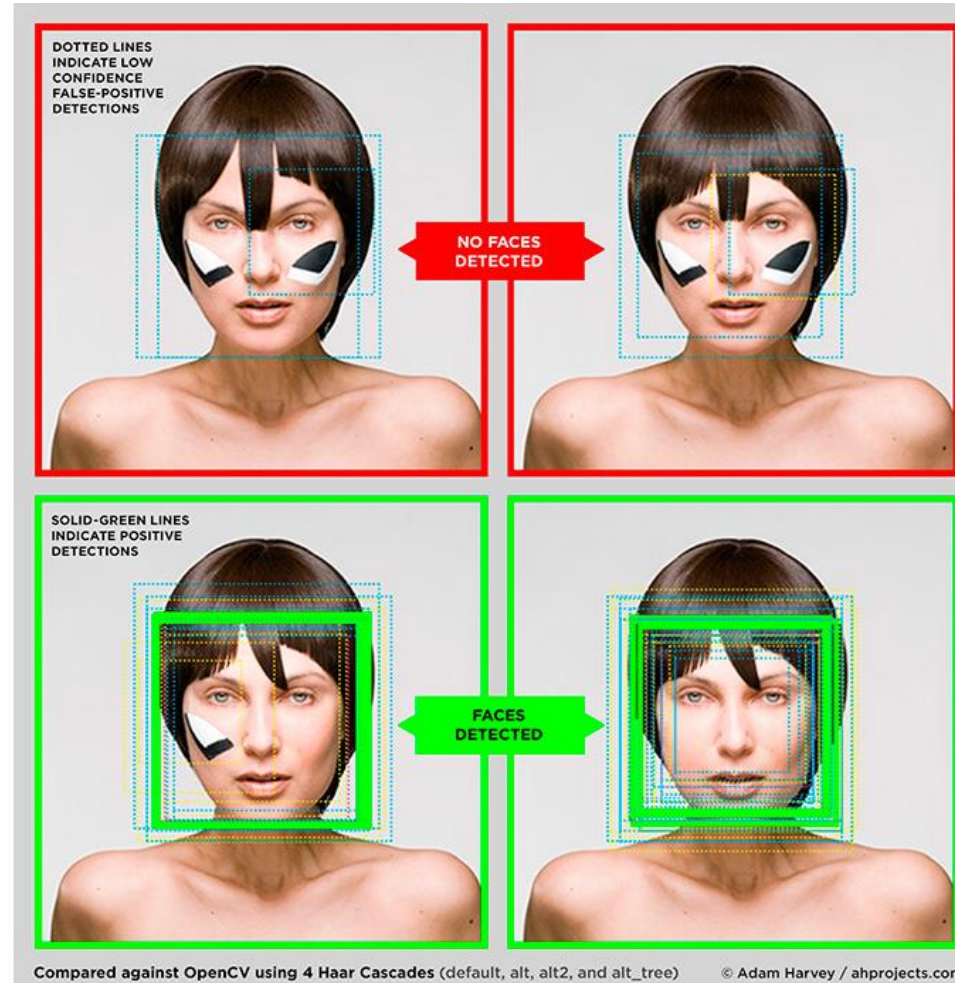 DOTTED LINES
INDICATE LOW
CONFIDENCE
FALSE-POSITIVE
DETECTIONS
NO FACES
DETECTED
SOLID-GREEN LINES
INDICATE POSITIVE
DETECTIONS
FACES
DETECTED
Compared against OpenCV using 4 Haar Cascades (default, alt, alt2, and alt_tree) © Adam Harvey / ahprojects.com